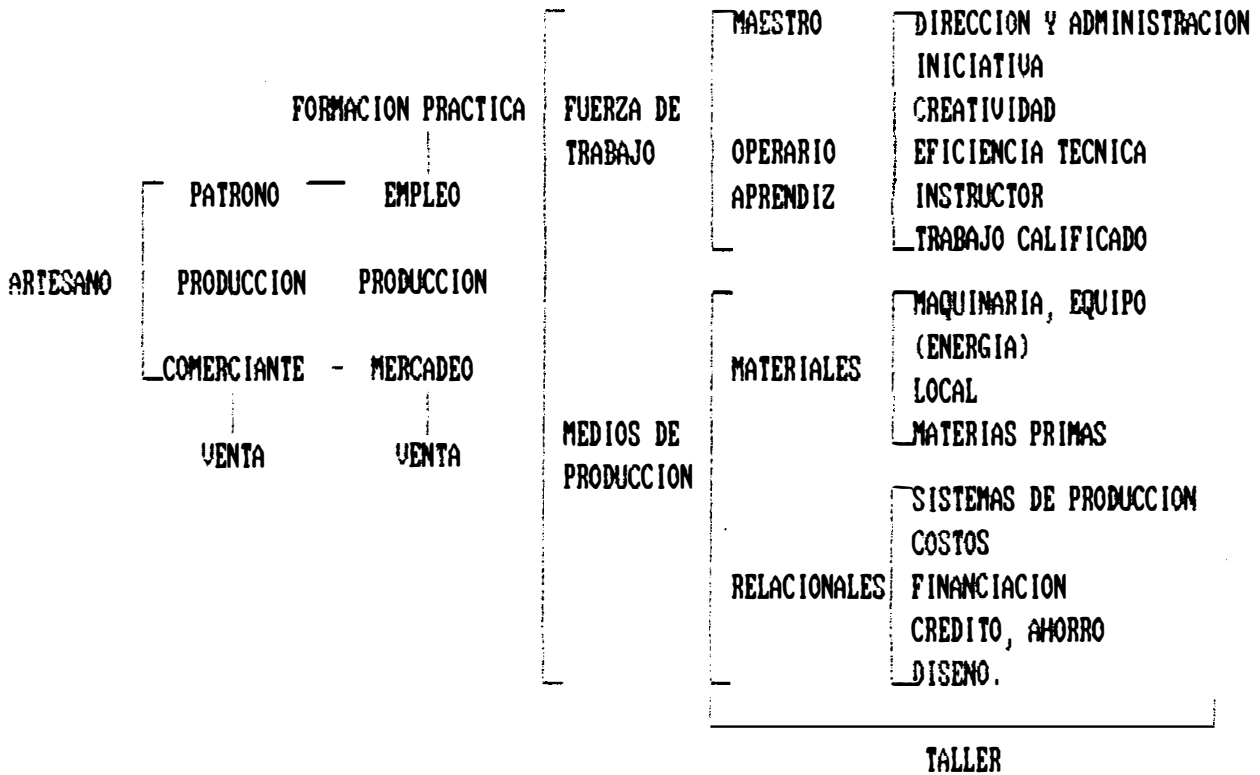 MAESTRO DIRECCION Y ADMINISTRACION
INICIATIVA
FORMACION PRACTICA FUERZA DE CREATIVIDAD
TRABAJO OPERARIO EFICIENCIA TECNICA
PATRONO — EMPLEO APRENDIZ INSTRUCTOR
TRABAJO CALIFICADO
ARTESANO PRODUCCION PRODUCCION MAQUINARIA, EQUIPO
(ENERGIA)
COMERCIANTE - MERCADEO MATERIALES
LOCAL
MEDIOS DE MATERIAS PRIMAS
VENTA VENTA
PRODUCCION
SISTEMAS DE PRODUCCION
COSTOS
RELACIONALES FINANCIACION
CREDITO, AHORRO
DISENO.
TALLER